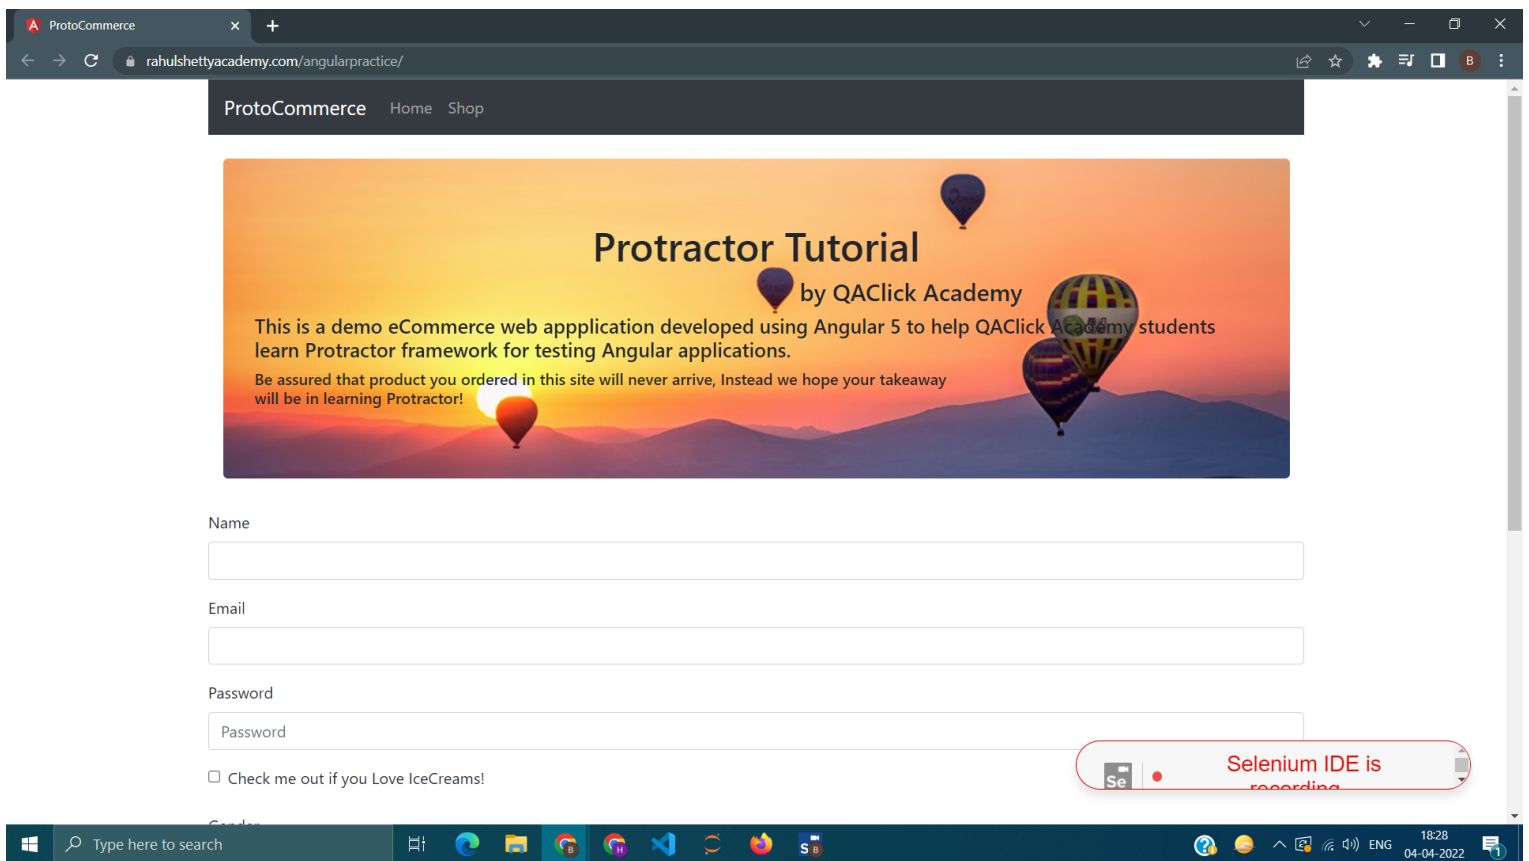 ProtoCommerce
rahulshettyacademy.com/angularpractice/
B
ProtoCommerce Home Shop
Protractor Tutorial
by QAClick Academy
This is a demo eCommerce web appplication developed using Angular 5 to help QAClick Academy students
learn Protractor framework for testing Angular applications.
Be assured that product you ordered in this site will never arrive, Instead we hope your takeaway
will be in learning Protractor!
Name
Email
Password
Password
Check me out if you Love IceCreams!
Se
Selenium IDE is
recording
Gender
Type here to search
B
H
S B
ENG
18:28
04-04-2022
1